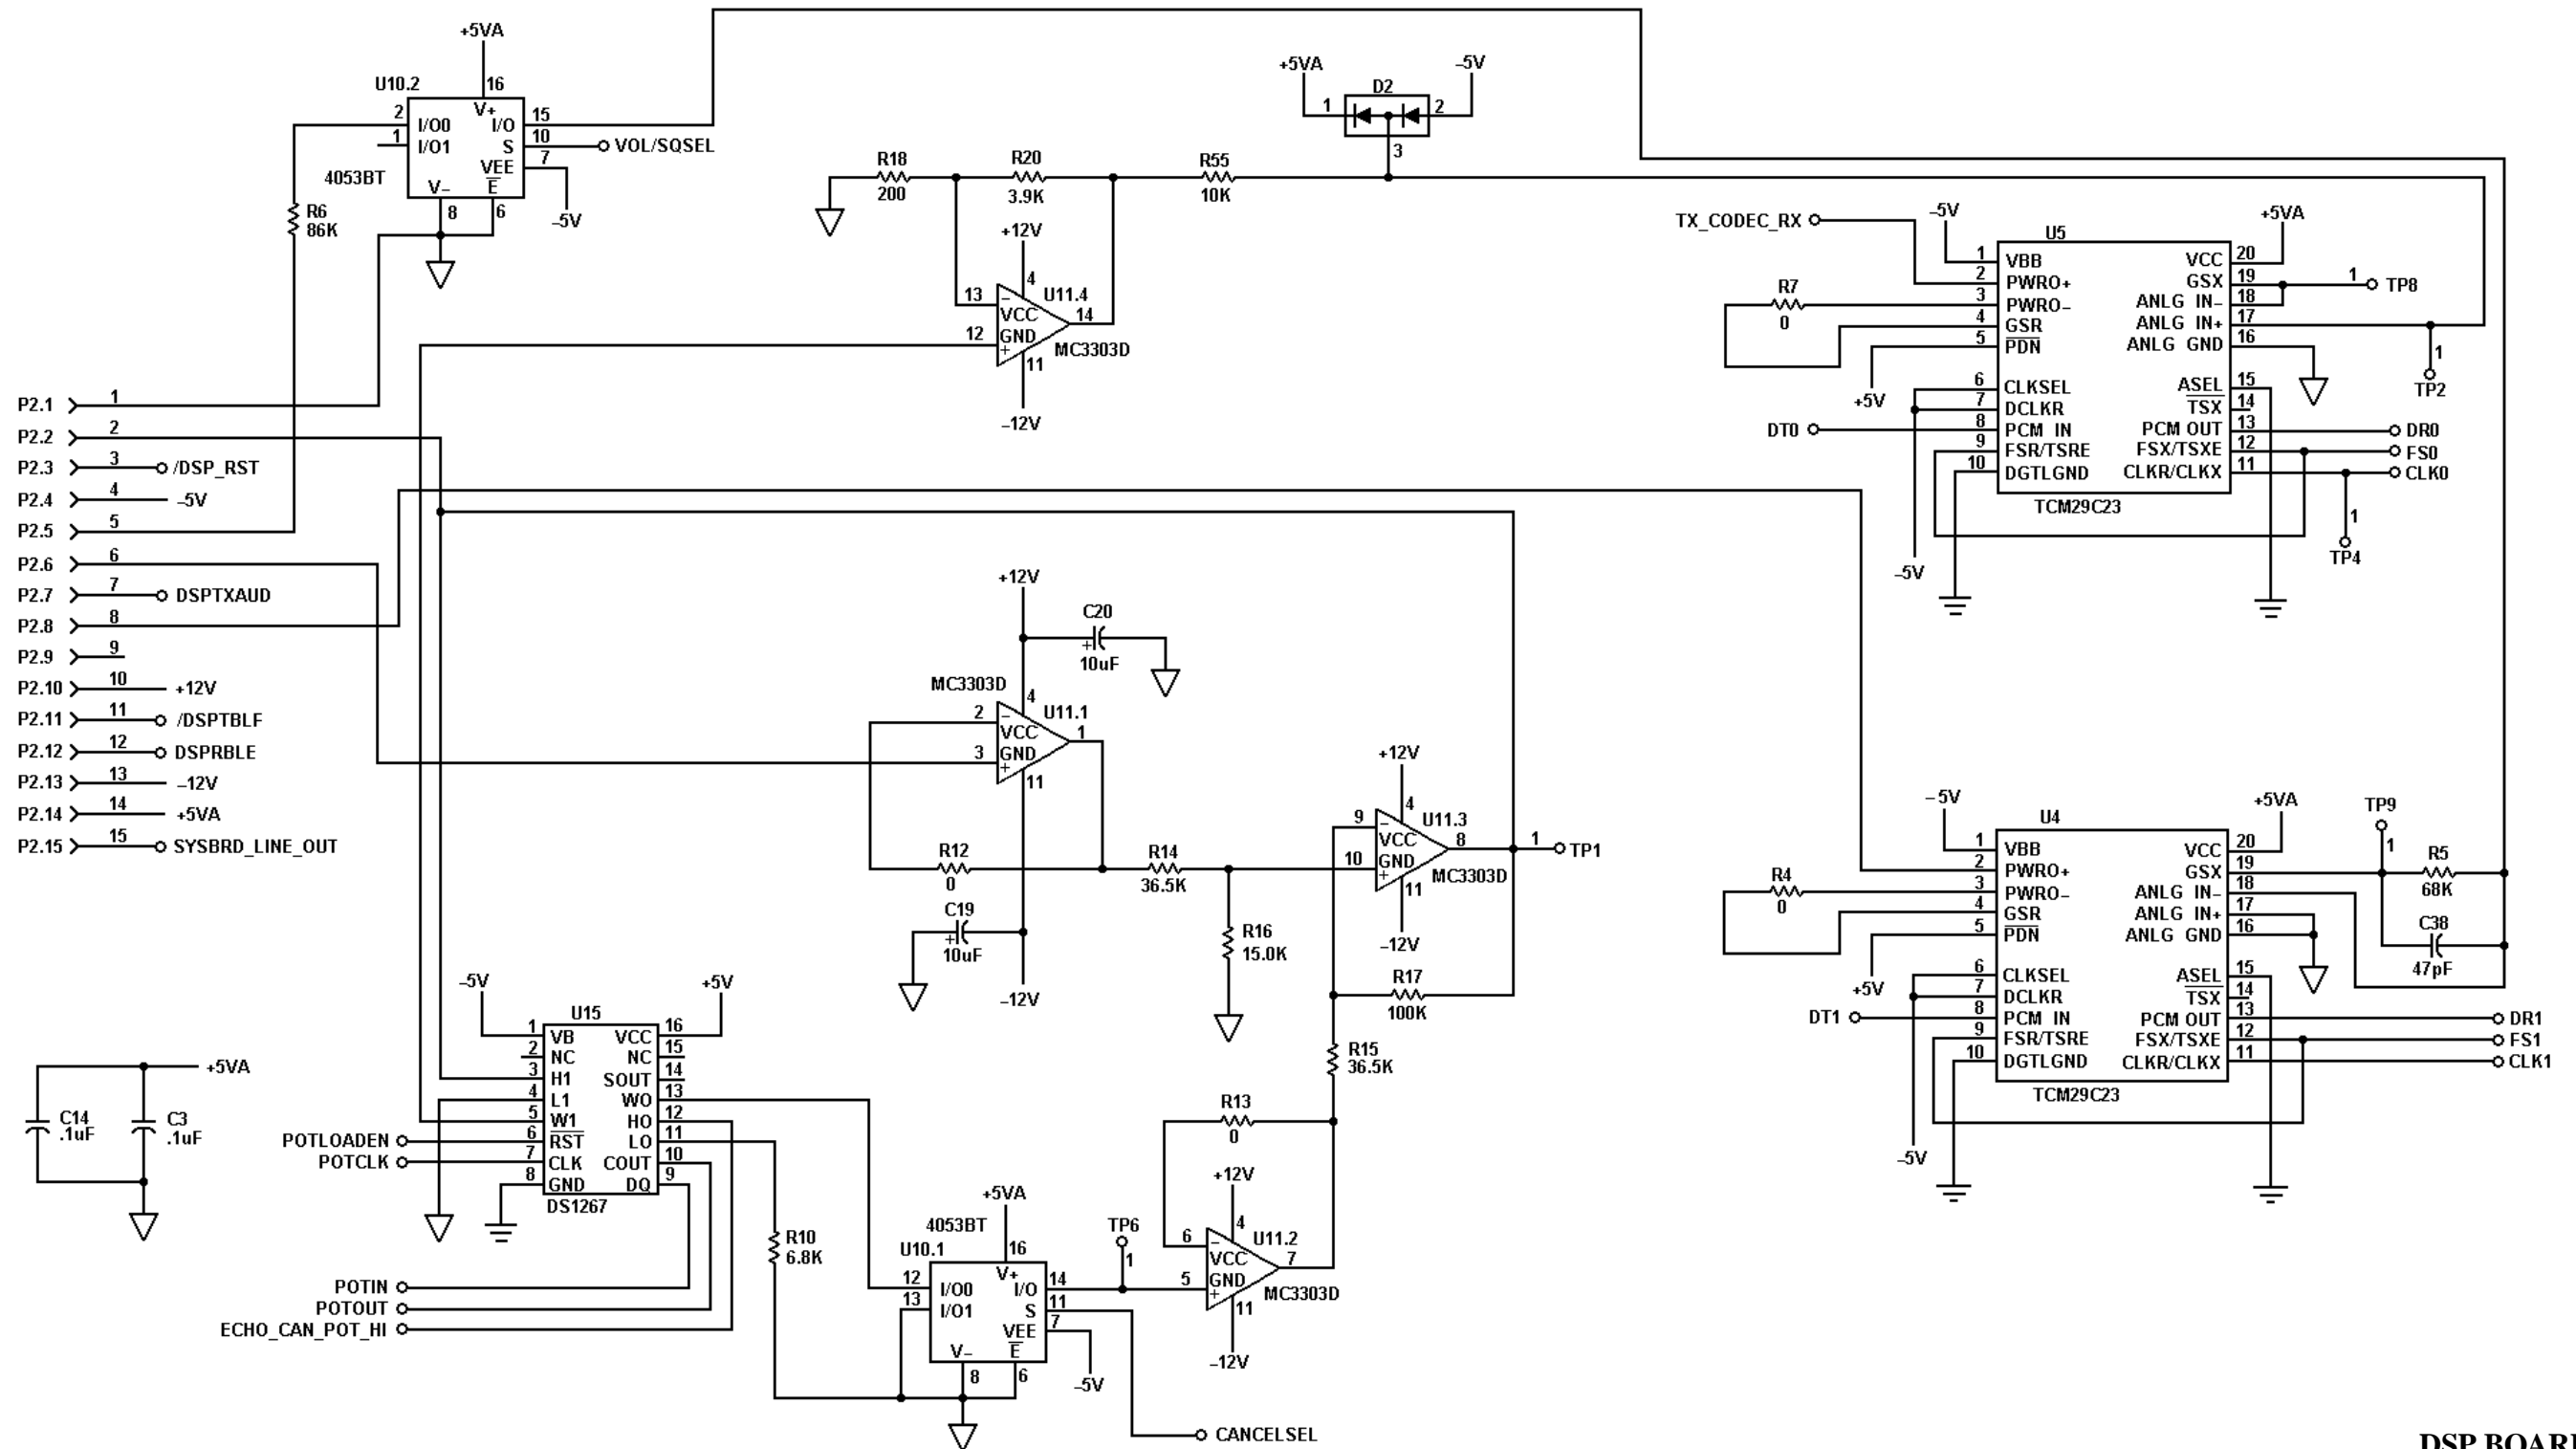 +5VA
U10.2
16
2
I/O0
V+
I/O
15
1
I/O1
S
10
VOL/SQSEL
VEE
7
4053BT
V–
E
8
6
–5V
R6
86K
+5VA
–5V
D2
1
2
3
R18
200
R20
3.9K
R55
10K
+12V
4
U11.4
13
–
VCC
14
12
GND
+
MC3303D
11
–12V
TX_CODEC_RX
–5V
U5
+5VA
1
VBB
VCC
20
2
PWRO+
GSX
19
1
TP8
R7
0
3
PWRO–
ANLG IN–
18
4
GSR
ANLG IN+
17
5
PDN
ANLG GND
16
1
TP2
+5V
6
CLKSEL
ASEL
15
7
DCLKR
TSX
14
DT0
8
PCM IN
PCM OUT
13
DR0
9
FSR/TSRE
FSX/TSXE
12
FS0
10
DGTLGND
CLKR/CLKX
11
CLK0
TCM29C23
1
TP4
–5V
P2.1
1
P2.2
2
P2.3
3
/DSP_RST
P2.4
4
–5V
P2.5
5
P2.6
6
P2.7
7
DSPTXAUD
P2.8
8
P2.9
9
P2.10
10
+12V
P2.11
11
/DSPTBLF
P2.12
12
DSPRBLE
P2.13
13
–12V
P2.14
14
+5VA
P2.15
15
SYSBRD_LINE_OUT
+12V
C20
+
10uF
MC3303D
4
U11.1
2
–
VCC
1
3
GND
+
11
R12
0
R14
36.5K
C19
+
10uF
–12V
R16
15.0K
+12V
4
U11.3
9
–
VCC
8
1
TP1
10
GND
+
MC3303D
11
–12V
R17
100K
R15
36.5K
R13
0
+12V
4
U11.2
6
–
VCC
7
5
GND
+
MC3303D
11
–12V
–5V
U4
+5VA
TP9
1
1
VBB
VCC
20
2
PWRO+
GSX
19
R5
68K
R4
0
3
PWRO–
ANLG IN–
18
4
GSR
ANLG IN+
17
5
PDN
ANLG GND
16
C38
47pF
+5V
6
CLKSEL
ASEL
15
7
DCLKR
TSX
14
DT1
8
PCM IN
PCM OUT
13
DR1
9
FSR/TSRE
FSX/TSXE
12
FS1
10
DGTLGND
CLKR/CLKX
11
CLK1
TCM29C23
–5V
–5V
U15
+5V
1
VB
VCC
16
2
NC
NC
15
3
H1
SOUT
14
4
L1
WO
13
5
W1
HO
12
POTLOADEN
6
RST
LO
11
POTCLK
7
CLK
COUT
10
8
GND
DQ
9
DS1267
+5VA
C14
.1uF
C3
.1uF
R10
6.8K
POTIN
POTOUT
ECHO_CAN_POT_HI
+5VA
4053BT
U10.1
16
TP6
1
12
I/O0
V+
I/O
14
13
I/O1
S
11
VEE
7
V–
E
8
6
–5V
CANCELSEL